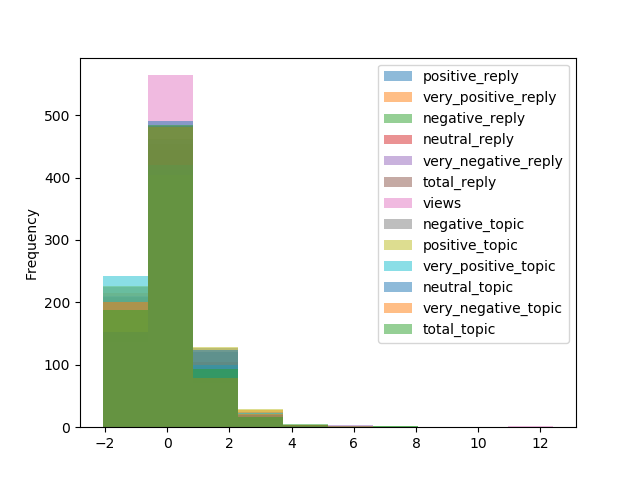 positive_reply
very_positive_reply
negative_reply
neutral_reply
very_negative_reply
total_reply
views
negative_topic
positive_topic
very_positive_topic
neutral_topic
very_negative_topic
total_topic
Frequency
500
400
300
200
100
0
−2 0 2 4 6 8 10 12